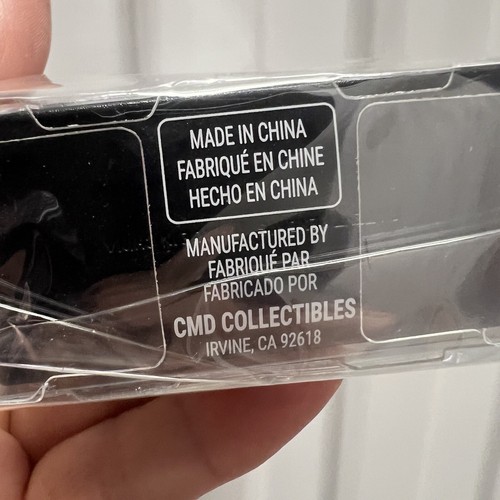 MADE IN CHINA
FABRIQUÉ EN CHINE
HECHO EN CHINA
MANUFACTURED BY
FABRIQUÉ PAR
FABRICADO POR
CMD COLLECTIBLES
IRVINE, CA 92618